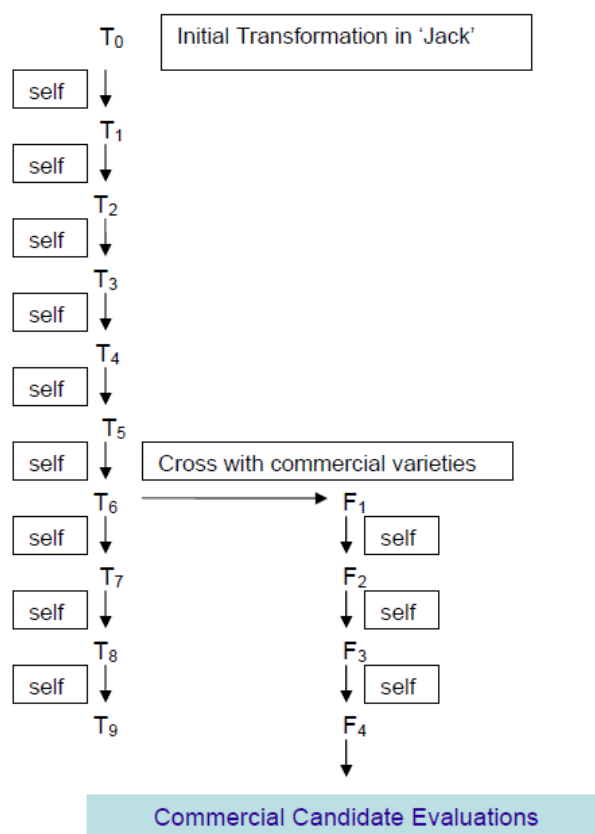 T₀ Initial Transformation in ‘Jack’
self
T₁
self
T₂
self
T₃
self
T₄
self
T₅
self Cross with commercial varieties
T₆ F₁
self self
T₇ F₂
self self
T₈ F₃
self self
T₉ F₄
Commercial Candidate Evaluations